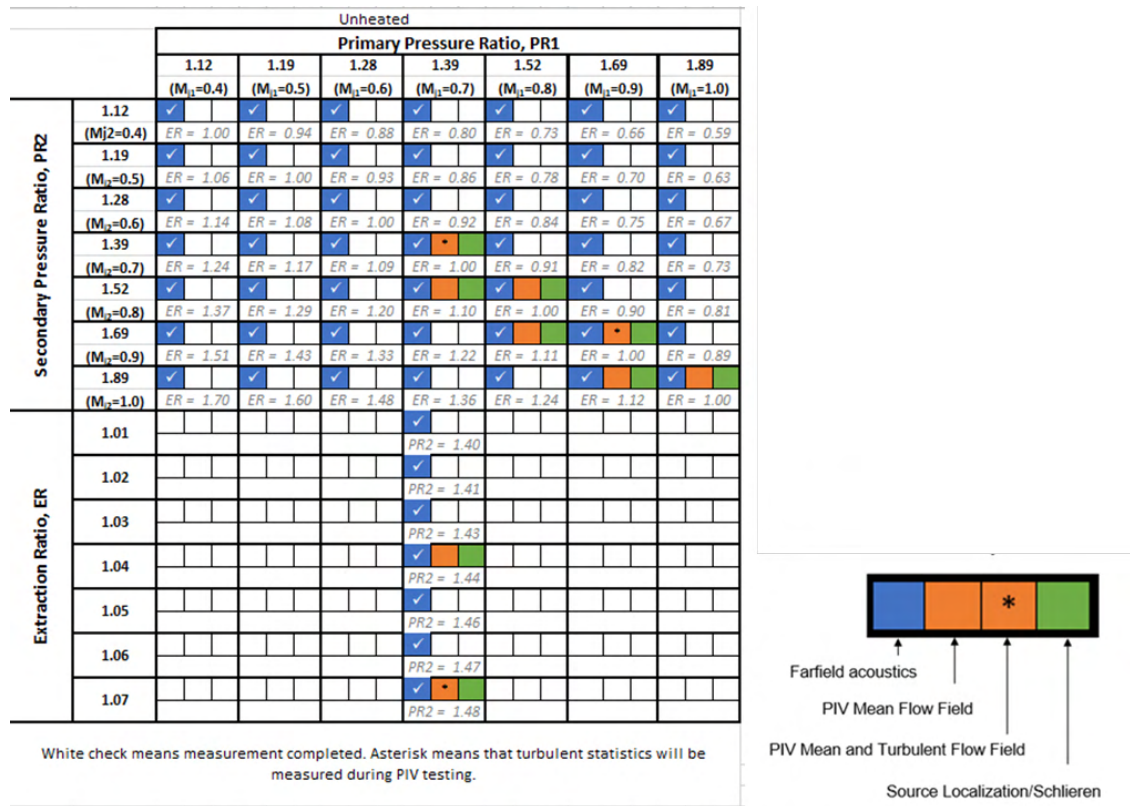 Unheated
Primary Pressure Ratio, PR1
1.12 1.19 1.28 1.39 1.52 1.69 1.89
(Mj1=0.4) (Mj1=0.5) (Mj1=0.6) (Mj1=0.7) (Mj1=0.8) (Mj1=0.9) (Mj1=1.0)
Secondary Pressure Ratio, PR2
1.12 ✓ ✓ ✓ ✓ ✓ ✓ ✓
(Mj2=0.4) ER = 1.00 ER = 0.94 ER = 0.88 ER = 0.80 ER = 0.73 ER = 0.66 ER = 0.59
1.19 ✓ ✓ ✓ ✓ ✓ ✓ ✓
(Mj2=0.5) ER = 1.06 ER = 1.00 ER = 0.93 ER = 0.86 ER = 0.78 ER = 0.70 ER = 0.63
1.28 ✓ ✓ ✓ ✓ ✓ ✓ ✓
(Mj2=0.6) ER = 1.14 ER = 1.08 ER = 1.00 ER = 0.92 ER = 0.84 ER = 0.75 ER = 0.67
1.39 ✓ ✓ ✓ ✓ * ✓ ✓ ✓
(Mj2=0.7) ER = 1.24 ER = 1.17 ER = 1.09 ER = 1.00 ER = 0.91 ER = 0.82 ER = 0.73
1.52 ✓ ✓ ✓ ✓ ✓ ✓ ✓
(Mj2=0.8) ER = 1.37 ER = 1.29 ER = 1.20 ER = 1.10 ER = 1.00 ER = 0.90 ER = 0.81
1.69 ✓ ✓ ✓ ✓ ✓ ✓ * ✓
(Mj2=0.9) ER = 1.51 ER = 1.43 ER = 1.33 ER = 1.22 ER = 1.11 ER = 1.00 ER = 0.89
1.89 ✓ ✓ ✓ ✓ ✓ ✓ ✓
(Mj2=1.0) ER = 1.70 ER = 1.60 ER = 1.48 ER = 1.36 ER = 1.24 ER = 1.12 ER = 1.00
Extraction Ratio, ER
1.01 ✓
PR2 = 1.40
1.02 ✓
PR2 = 1.41
1.03 ✓
PR2 = 1.43
1.04 ✓
PR2 = 1.44
1.05 ✓
PR2 = 1.46
1.06 ✓
PR2 = 1.47
1.07 ✓ *
PR2 = 1.48
White check means measurement completed. Asterisk means that turbulent statistics will be
measured during PIV testing.
*
Farfield acoustics
PIV Mean Flow Field
PIV Mean and Turbulent Flow Field
Source Localization/Schlieren